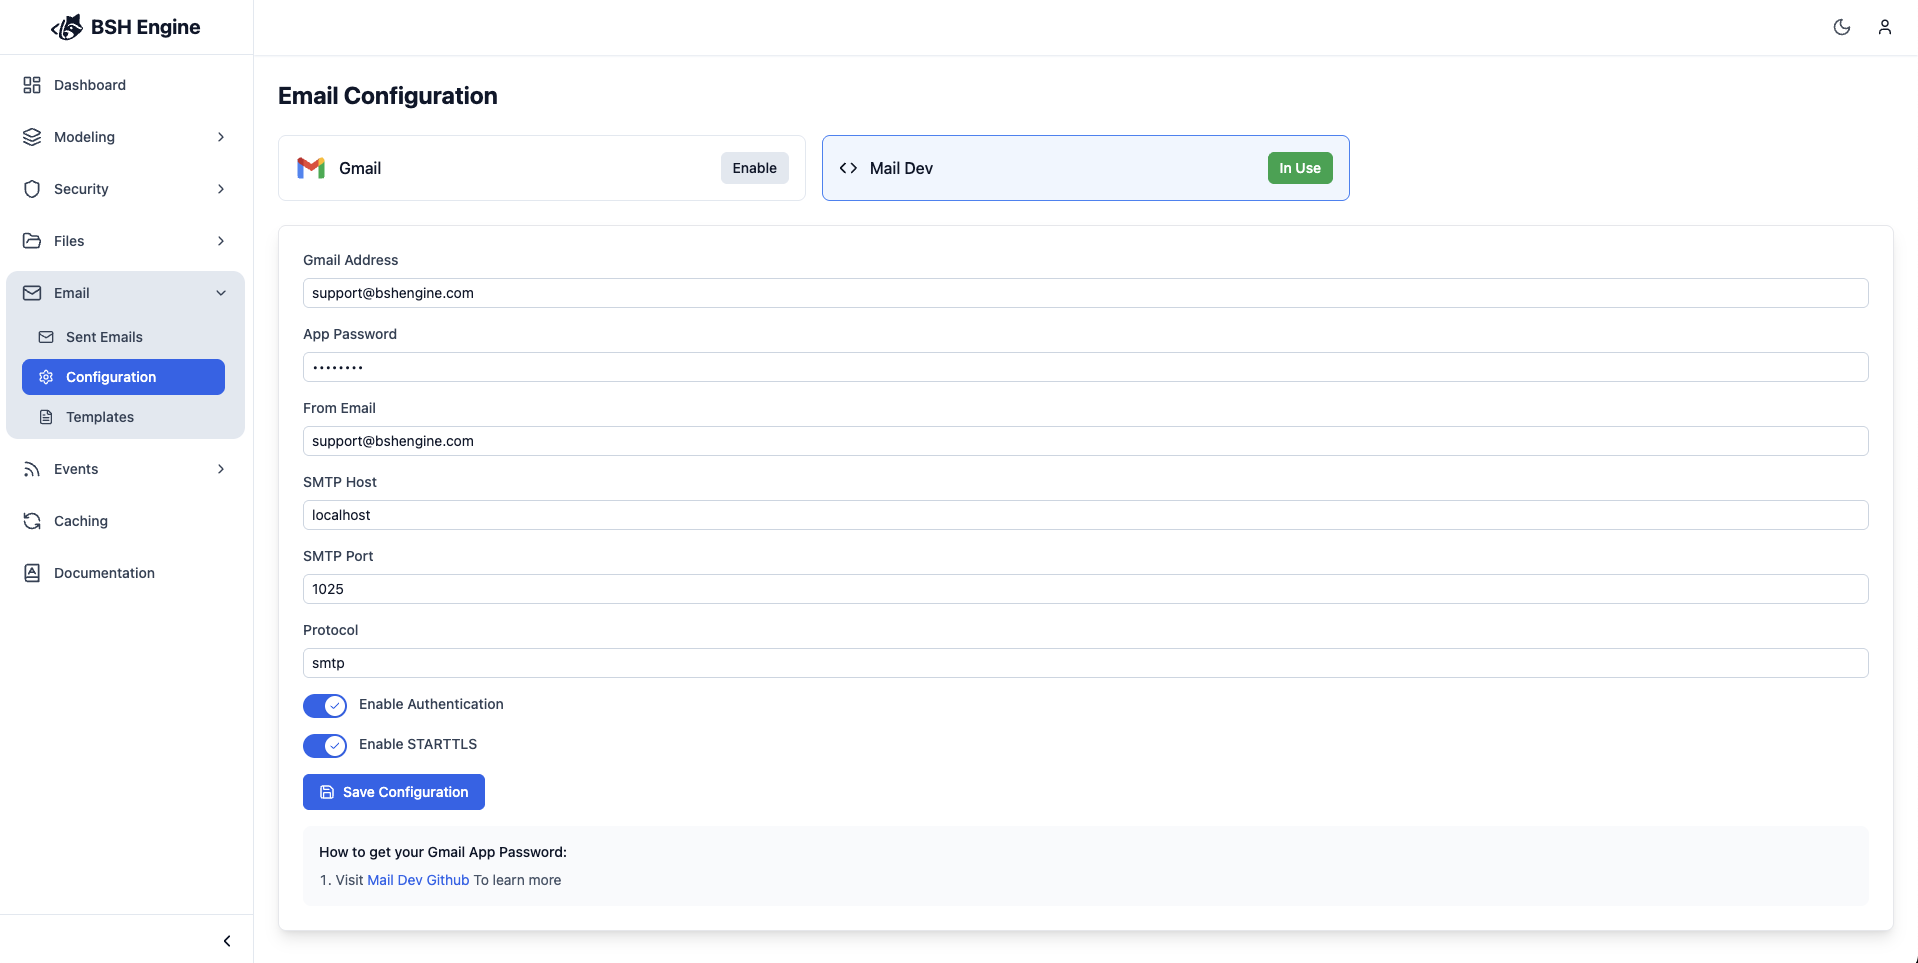 BSH Engine
Dashboard
Modeling
Security
Files
Email
Sent Emails
Configuration
Templates
Events
Caching
Documentation
Email Configuration
Gmail
Enable
Mail Dev
In Use
Gmail Address
support@bshengine.com
App Password
••••••••
From Email
support@bshengine.com
SMTP Host
localhost
SMTP Port
1025
Protocol
smtp
Enable Authentication
Enable STARTTLS
Save Configuration
How to get your Gmail App Password:
1. Visit Mail Dev Github To learn more